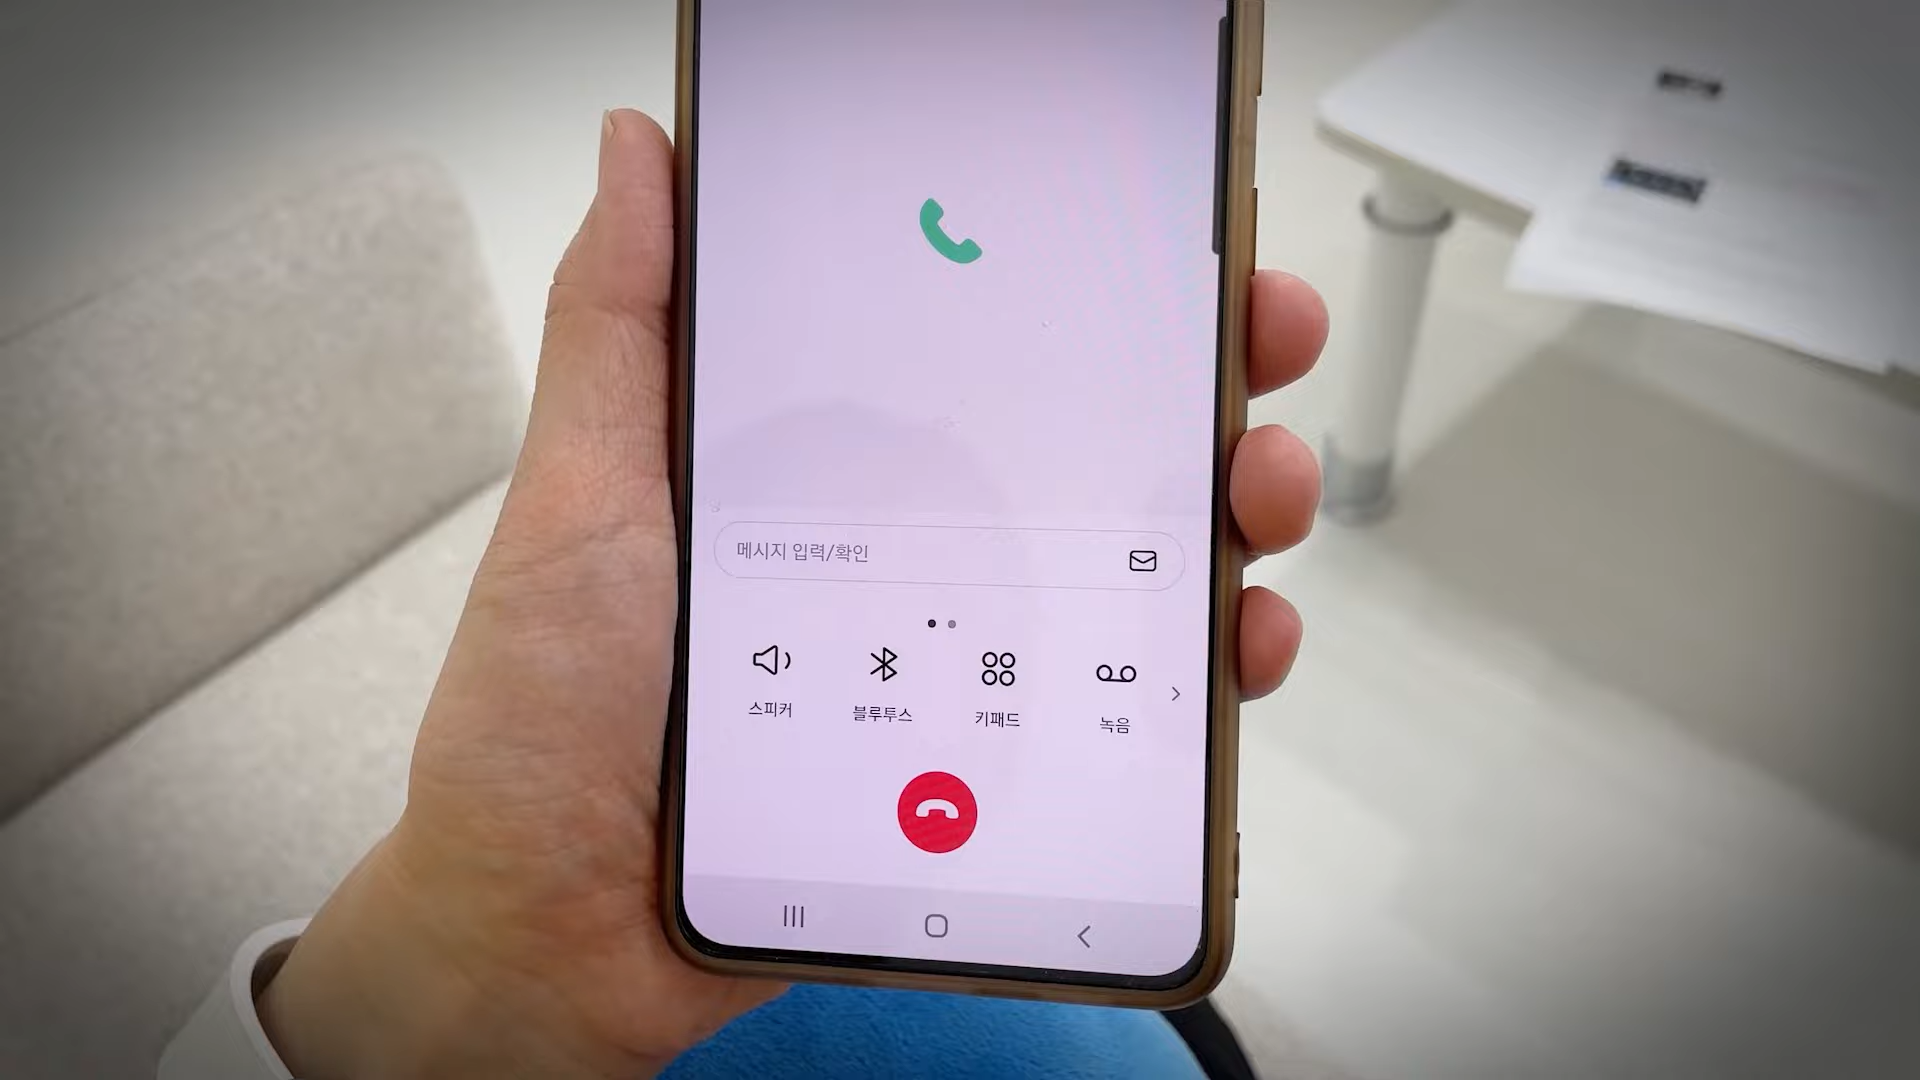 메시지 입력/확인
스피커
블루투스
키패드
녹음